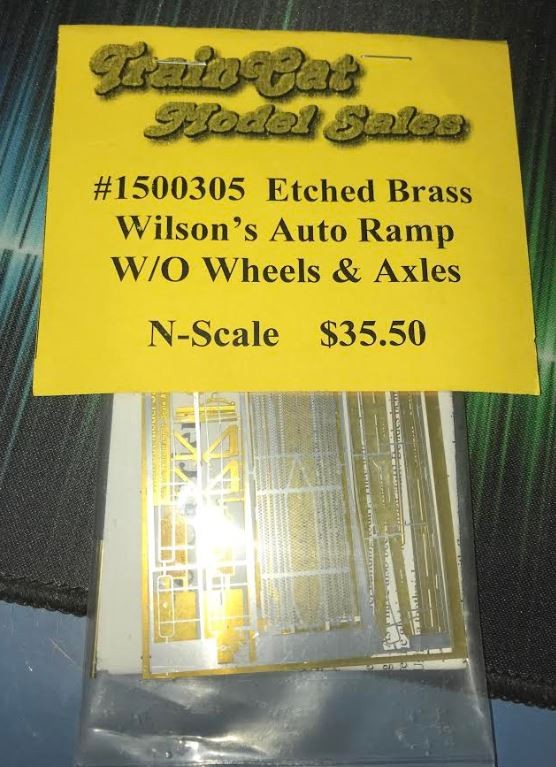 TrainCat
Model Sales
#1500305 Etched Brass
Wilson's Auto Ramp
W/O Wheels & Axles
N-Scale $35.50